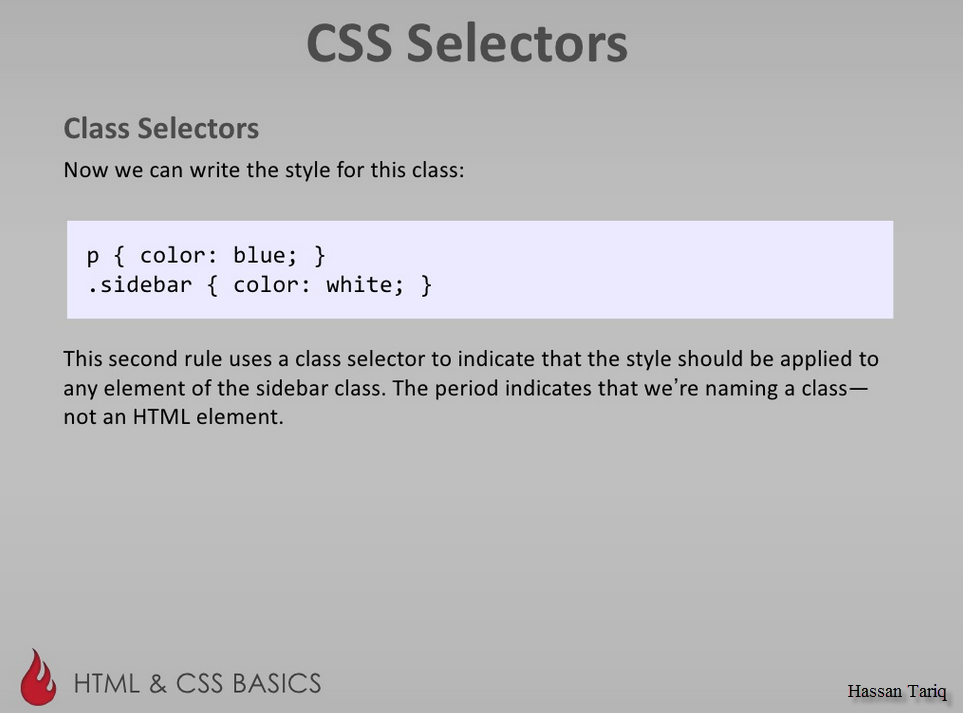 CSS Selectors
Class Selectors
Now we can write the style for this class:
p { color: blue; }
.sidebar { color: white; }
This second rule uses a class selector to indicate that the style should be applied to
any element of the sidebar class. The period indicates that we’re naming a class—
not an HTML element.
HTML & CSS BASICS
Hassan Tariq